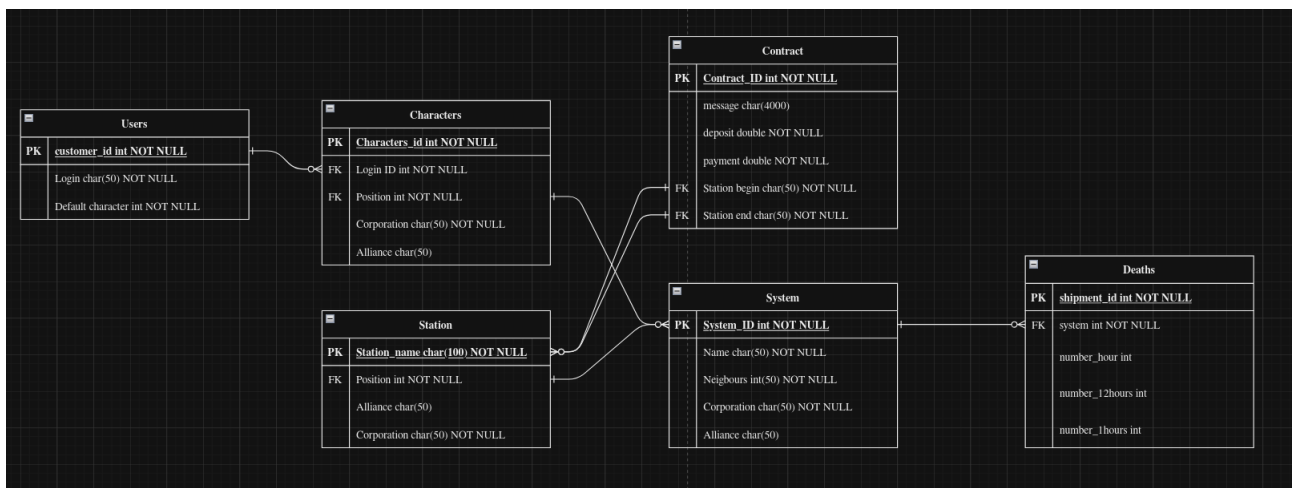 Users
PK customer_id int NOT NULL
Login char(50) NOT NULL
Default character int NOT NULL
Characters
PK Characters_id int NOT NULL
FK Login ID int NOT NULL
FK Position int NOT NULL
Corporation char(50) NOT NULL
Alliance char(50)
Station
PK Station_name char(100) NOT NULL
FK Position int NOT NULL
Alliance char(50)
Corporation char(50) NOT NULL
Contract
PK Contract_ID int NOT NULL
message char(4000)
deposit double NOT NULL
payment double NOT NULL
FK Station begin char(50) NOT NULL
FK Station end char(50) NOT NULL
System
PK System_ID int NOT NULL
Name char(50) NOT NULL
Neigbours int(50) NOT NULL
Corporation char(50) NOT NULL
Alliance char(50)
Deaths
PK shipment_id int NOT NULL
FK system int NOT NULL
number_hour int
number_12hours int
number_1hours int